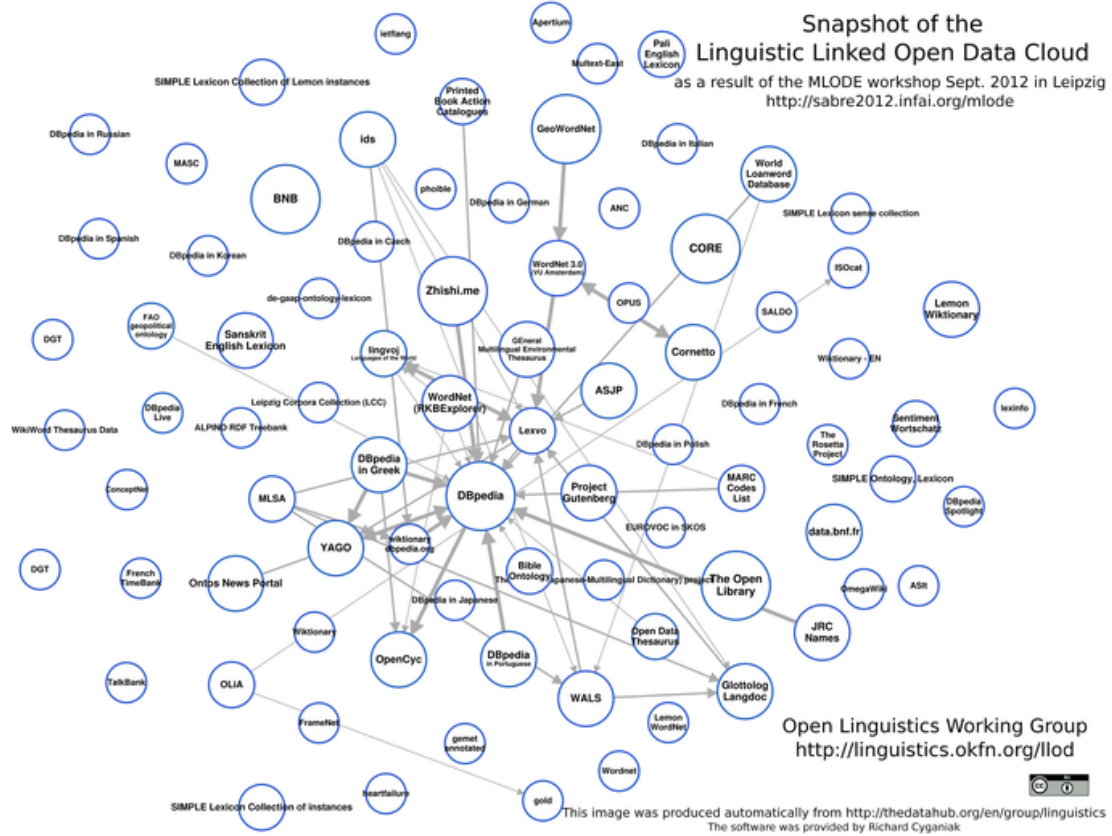 Snapshot of the
Linguistic Linked Open Data Cloud
as a result of the MLODE workshop Sept. 2012 in Leipzig
http://sabre2012.infai.org/mlode
Apertium
ietflang
Multext-East
Pali
English
Lexicon
SIMPLE Lexicon Collection of Lemon instances
Printed
Book Action
Catalogues
GeoWordNet
DBpedia in Russian
ids
DBpedia in Italian
MASC
World
Loanword
Database
BNB
phoible
DBpedia in German
ANC
SIMPLE Lexicon sense collection
DBpedia in Spanish
DBpedia in Korean
DBpedia in Czech
CORE
WordNet 3.0
(VU Amsterdam)
ISOcat
Zhishi.me
de-gaap-ontology-lexicon
OPUS
SALDO
Lemon
Wiktionary
FAO
geopolitical
ontology
DGT
Sanskrit
English Lexicon
lingvoj
Languages of the World
GEneral
Multilingual Environmental
Thesaurus
Cornetto
Wiktionary - EN
ASJP
WordNet
(RKBExplorer)
Leipzig Corpora Collection (LCC)
DBpedia in French
lexinfo
DBpedia
Live
WikiWord Thesaurus Data
ALPINO RDF Treebank
Lexvo
DBpedia in Polish
The
Rosetta
Project
Sentiment
Wortschatz
DBpedia
in Greek
SIMPLE Ontology, Lexicon
ConceptNet
MLSA
DBpedia
Project
Gutenberg
MARC
Codes
List
DBpedia
Spotlight
EUROVOC in SKOS
data.bnf.fr
YAGO
wiktionary
dbpedia.org
DGT
French
TimeBank
Ontos News Portal
Bible
Ontology
Japanese-Multilingual Dictionary) project
The Open
Library
OmegaWiki
ASIt
DBpedia in Japanese
Wiktionary
Open Data
Thesaurus
JRC
Names
OpenCyc
DBpedia
in Portuguese
TalkBank
OLiA
WALS
Glottolog
Langdoc
FrameNet
Lemon
WordNet
gemet
annotated
Wordnet
Open Linguistics Working Group
http://linguistics.okfn.org/llod
SIMPLE Lexicon Collection of instances
heartfailure
gold
cc
This image was produced automatically from http://thedatahub.org/en/group/linguistics
The software was provided by Richard Cyganiak